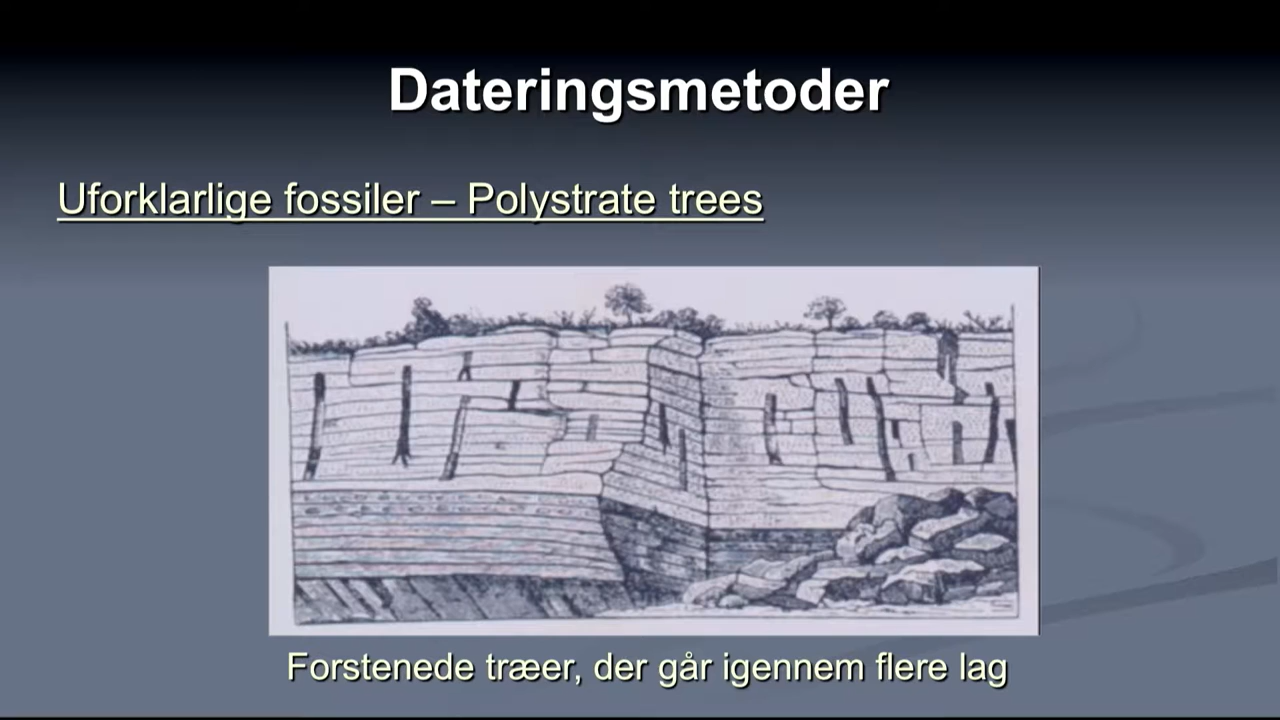 Dateringsmetoder
Uforklarlige fossiler – Polystrate trees
Forstenede træer, der går igennem flere lag